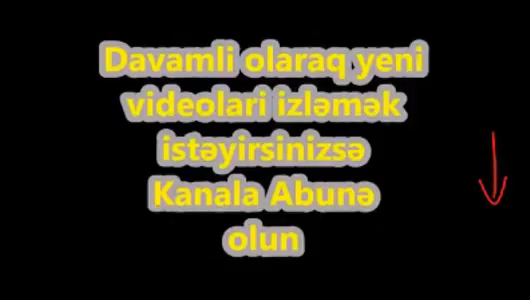 Davamli olaraq yeni
videolari izləmək
istəyirsinizsə
Kanala Abunə
olun